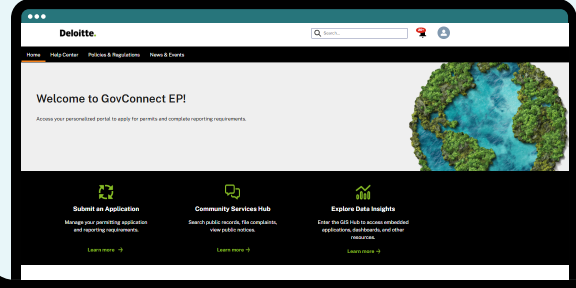 Deloitte.
Search...
Home Help Center Policies & Regulations News & Events
Welcome to GovConnect EP!
Access your personalized portal to apply for permits and complete reporting requirements.
Submit an Application
Manage your permitting application
and reporting requirements.
Learn more →
Community Services Hub
Search public records, file complaints,
view public notices.
Learn more →
Explore Data Insights
Enter the GIS Hub to access embedded
applications, dashboards, and other
resources.
Learn more →